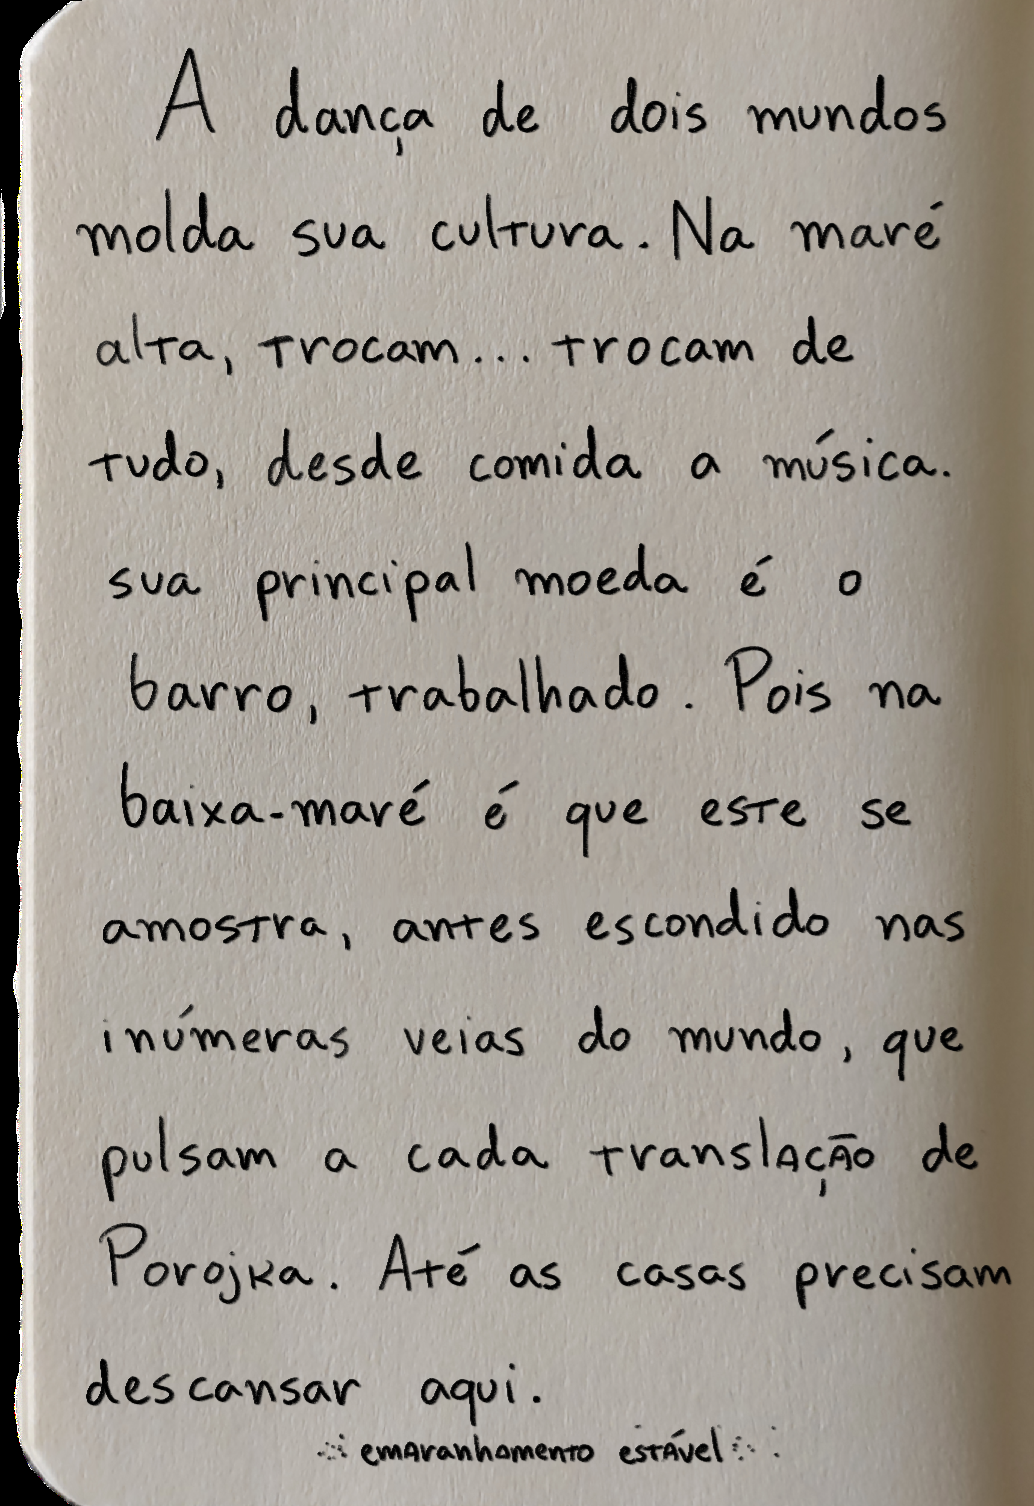 A dança de dois mundos
molda sua cultura. Na maré
alta, trocam... trocam de
tudo, desde comida a música.
sua principal moeda é o
barro, trabalhado. Pois na
baixa-maré é que este se
amostra, antes escondido nas
inúmeras veias do mundo, que
pulsam a cada translação de
Porojka. Até as casas precisam
descansar aqui.
emaranhamento estável